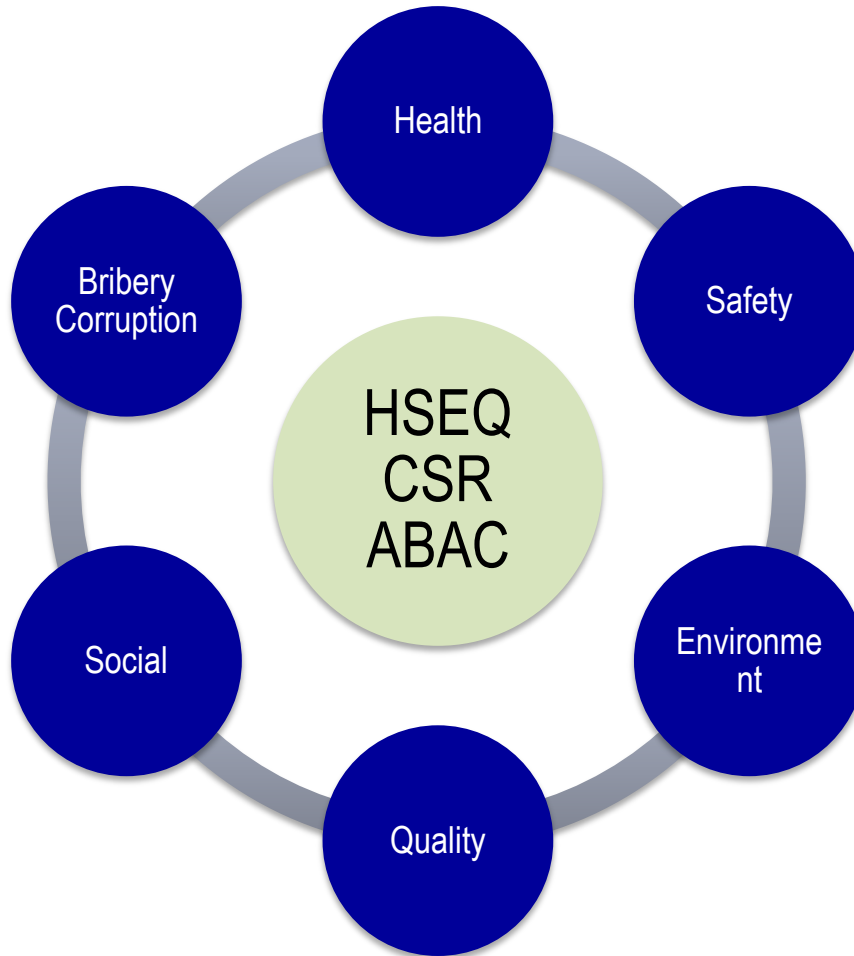 Health
Safety
Environme
nt
Quality
Social
Bribery
Corruption
HSEQ
CSR
ABAC